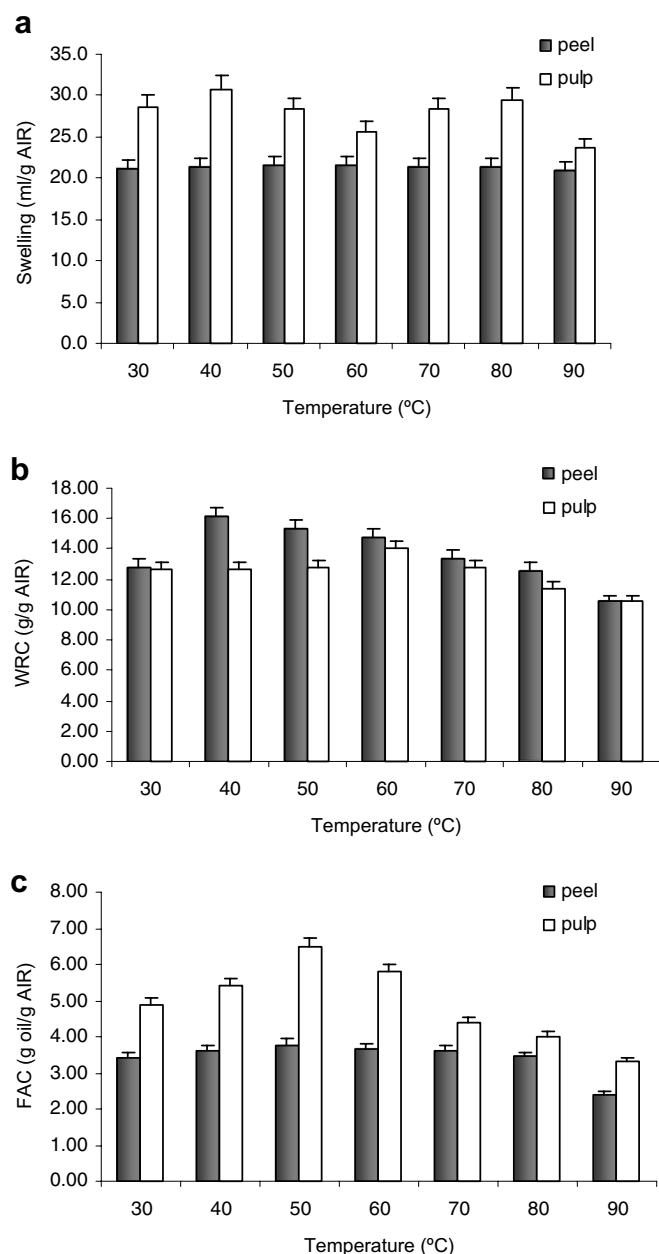 a
35.0
30.0
25.0
20.0
15.0
10.0
5.0
0.0
Swelling (ml/g AIR)
peel
pulp
30 40 50 60 70 80 90
Temperature (ºC)
b
18.00
16.00
14.00
12.00
10.00
8.00
6.00
4.00
2.00
0.00
WRC (g/g AIR)
peel
pulp
30 40 50 60 70 80 90
Temperature (ºC)
c
8.00
7.00
6.00
5.00
4.00
3.00
2.00
1.00
0.00
FAC (g oil/g AIR)
peel
pulp
30 40 50 60 70 80 90
Temperature (ºC)